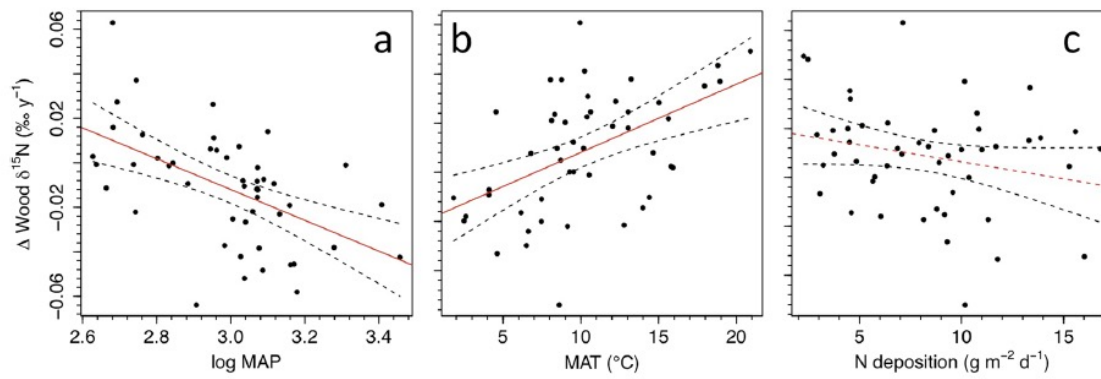 a
b
c
Δ Wood δ¹⁵N (‰ y⁻¹)
0.06
0.02
−0.02
−0.06
2.6 2.8 3.0 3.2 3.4
log MAP
5 10 15 20
MAT (°C)
5 10 15
N deposition (g m⁻² d⁻¹)